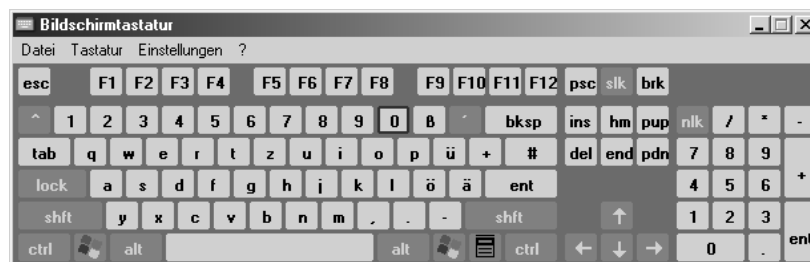 Bildschirmtastatur
Datei Tastatur Einstellungen ?
esc F1 F2 F3 F4 F5 F6 F7 F8 F9 F10 F11 F12 psc slk brk
^ 1 2 3 4 5 6 7 8 9 0 ß ´ bksp ins hm pup nlk / * -
tab q w e r t z u i o p ü + # del end pdn 7 8 9 +
lock a s d f g h j k l ö ä ent 4 5 6
shft y x c v b n m , . - shft ↑ 1 2 3 ent
ctrl alt alt ctrl ← ↓ → 0 .